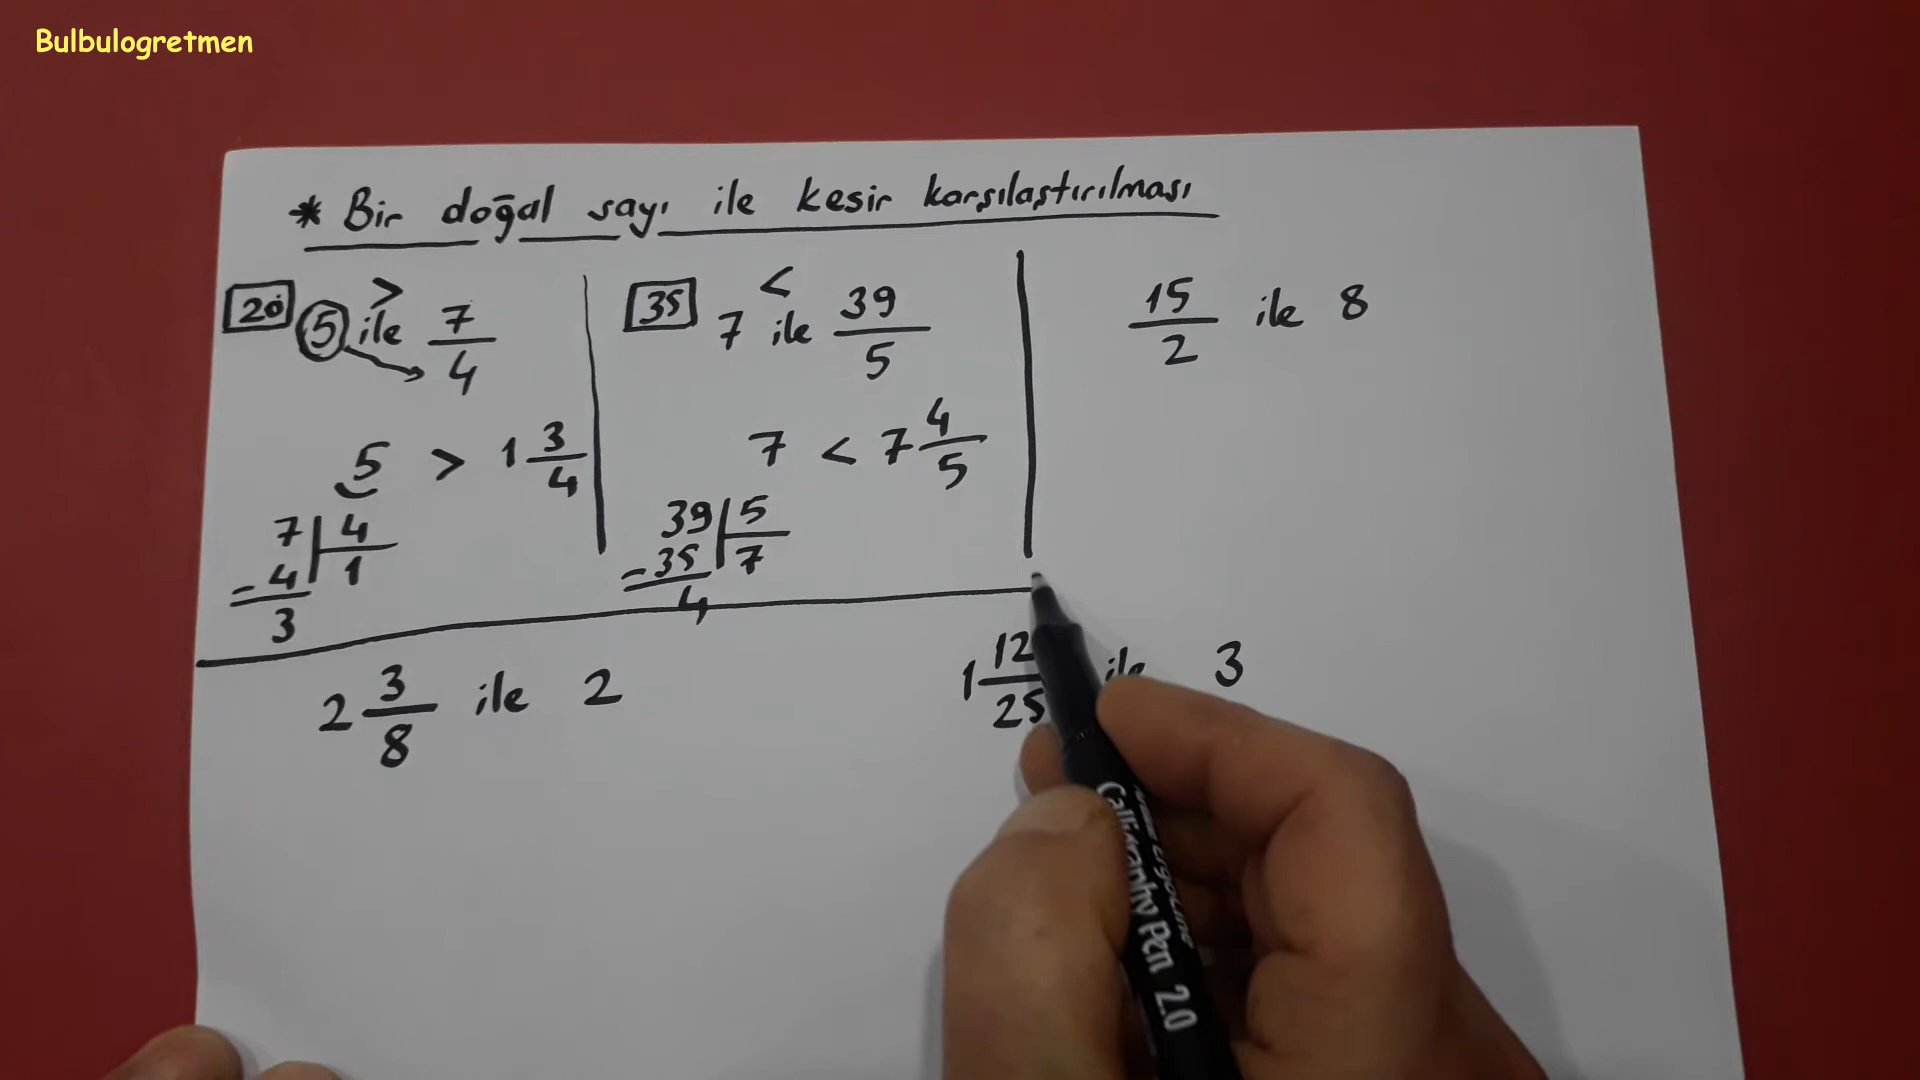 Bulbulogretmen
* Bir doğal sayı ile kesir karşılaştırılması
20 5 ile 7/4 >
5 > 1 3/4
7 | 4
- 4 1
3
35 7 ile 39/5 <
7 < 7 4/5
39 | 5
- 35 7
4
15/2 ile 8
2 3/8 ile 2
1 12/25 ile 3
Calligraphy Pen 2.0